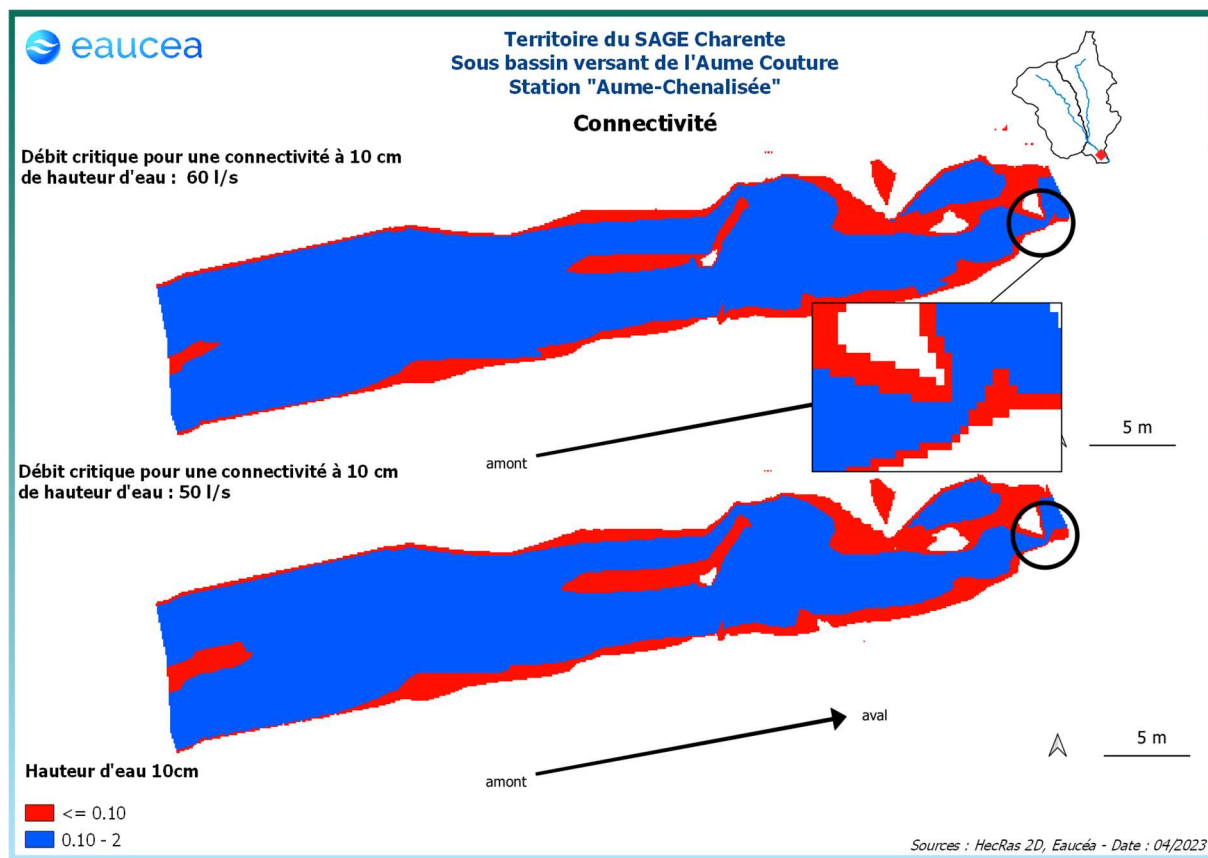 eaucea
Territoire du SAGE Charente
Sous bassin versant de l'Aume Couture
Station "Aume-Chenalisée"
Connectivité
Débit critique pour une connectivité à 10 cm
de hauteur d'eau : 60 l/s
amont
5 m
Débit critique pour une connectivité à 10 cm
de hauteur d'eau : 50 l/s
aval
amont
5 m
Hauteur d'eau 10cm
<= 0.10
0.10 - 2
Sources : HecRas 2D, Eaucéa - Date : 04/2023